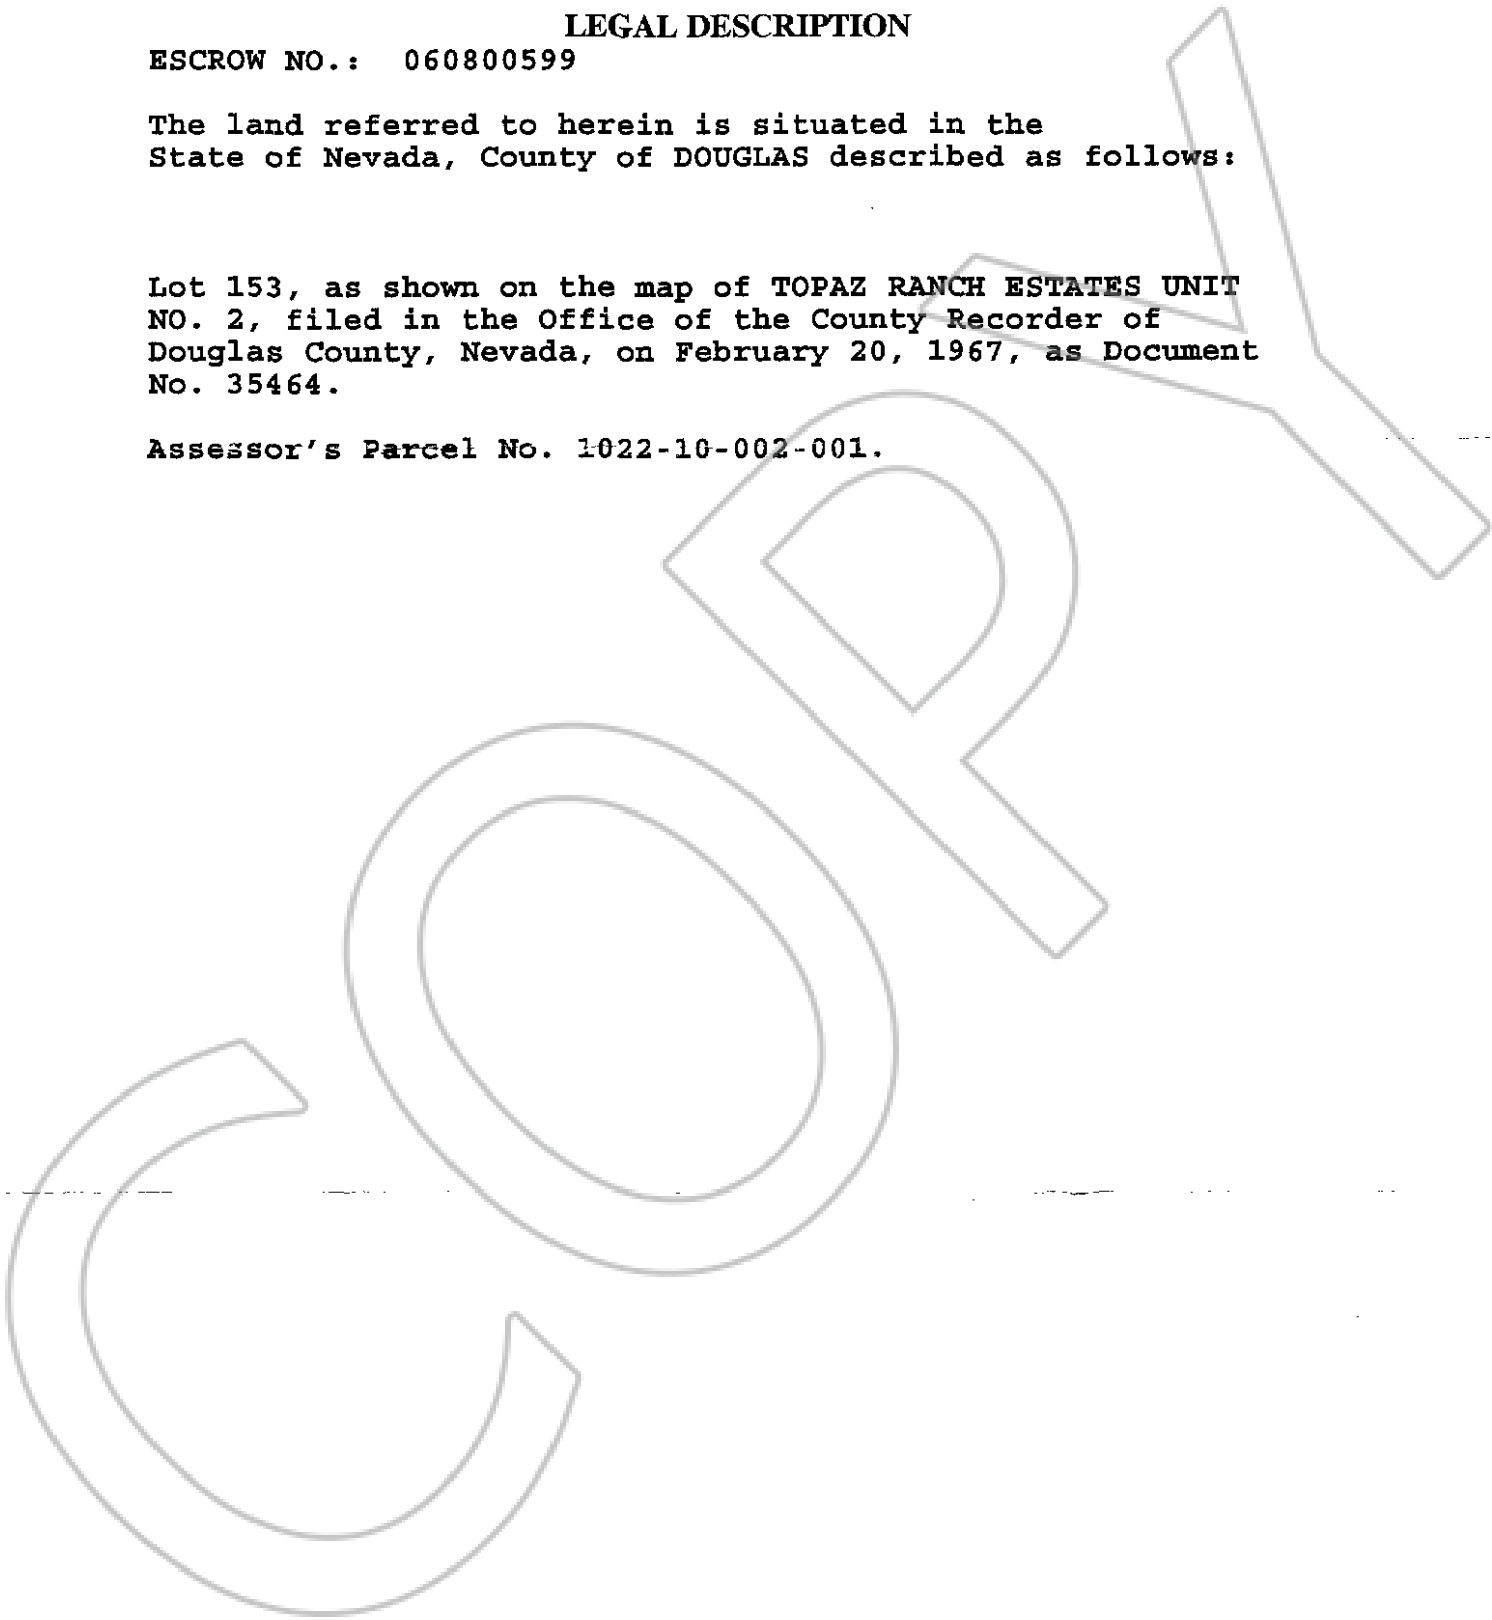 LEGAL DESCRIPTION
ESCROW NO.: 060800599
The land referred to herein is situated in the
State of Nevada, County of DOUGLAS described as follows:
Lot 153, as shown on the map of TOPAZ RANCH ESTATES UNIT
NO. 2, filed in the Office of the County Recorder of
Douglas County, Nevada, on February 20, 1967, as Document
No. 35464.
Assessor's Parcel No. 1022-10-002-001.
COPY